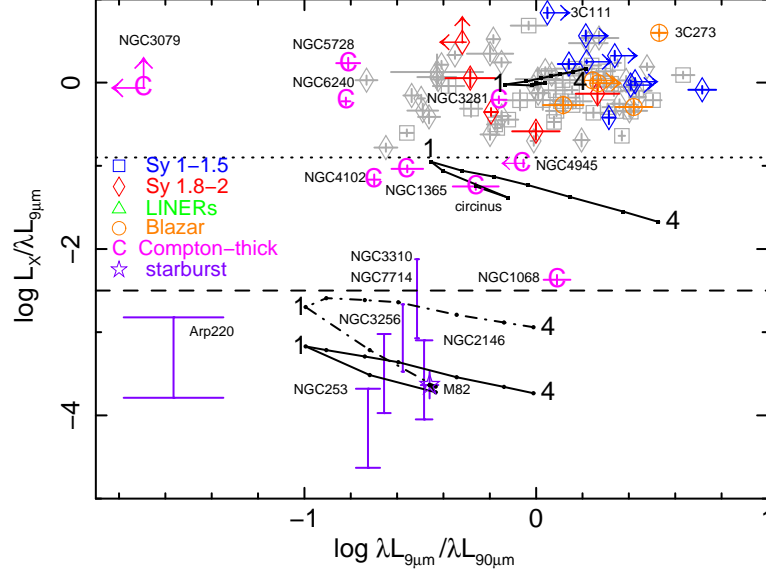 3C111
3C273
NGC3079
NGC5728
NGC6240
NGC3281
1
4
0
C
C
C
C
1
NGC4945
C
NGC4102
C
C
C
NGC1365
circinus
4
Sy 1−1.5
Sy 1.8−2
LINERs
Blazar
C Compton−thick
starburst
−2
NGC3310
NGC7714
NGC1068
C
1
NGC3256
4
Arp220
NGC2146
1
NGC253
M82
4
−4
−1
0
1
log L_X/λL_9μm
log λL_9μm/λL_90μm